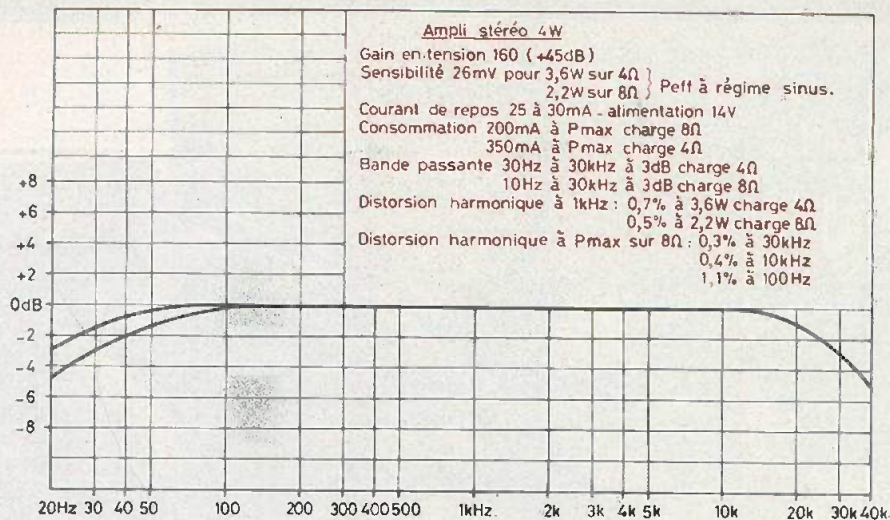 Ampli stéréo 4W
Gain en tension 160 (+45dB)
Sensibilité 26mV pour 3,6W sur 4Ω
2,2W sur 8Ω } Peff à régime sinus.
Courant de repos 25 à 30mA - alimentation 14V
Consommation 200mA à Pmax charge 8Ω
350mA à Pmax charge 4Ω
Bande passante 30Hz à 30kHz à 3dB charge 4Ω
10Hz à 30kHz à 3dB charge 8Ω
Distorsion harmonique à 1kHz : 0,7% à 3,6W charge 4Ω
0,5% à 2,2W charge 8Ω
Distorsion harmonique à Pmax sur 8Ω : 0,3% à 30kHz
0,4% à 10kHz
1,1% à 100Hz
+8
+6
+4
+2
0dB
-2
-4
-6
-8
20Hz 30 40 50 100 200 300 400 500 1kHz 2k 3k 4k 5k 10k 20k 30k 40k